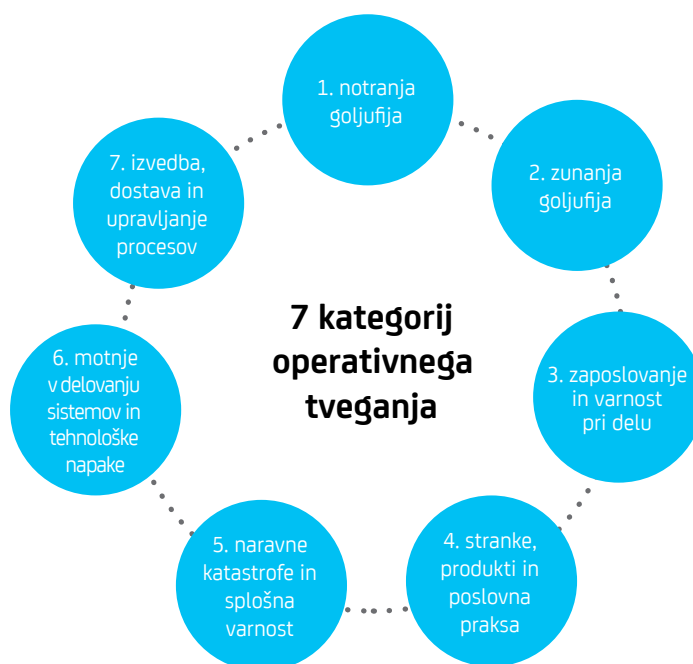 1. notranja
goljufija
2. zunanja
goljufija
3. zaposlovanje
in varnost
pri delu
4. stranke,
produkti in
poslovna
praksa
5. naravne
katastrofe in
splošna
varnost
6. motnje
v delovanju
sistemov in
tehnološke
napake
7. izvedba,
dostava in
upravljanje
procesov
7 kategorij
operativnega
tveganja